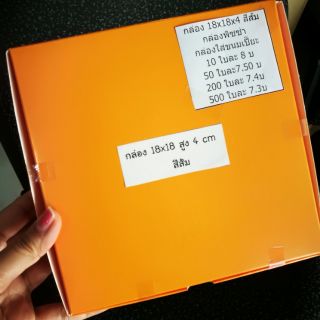 กล่อง 18x18x4 สีส้ม
กล่องพิซซ่า
กล่องใส่ขนมเปี๊ยะ
10 ใบละ 8 บ
50 ใบละ7.50 บ
200 ใบละ 7.4บ
500 ใบละ 7.3บ
กล่อง 18x18 สูง 4 cm
สีส้ม